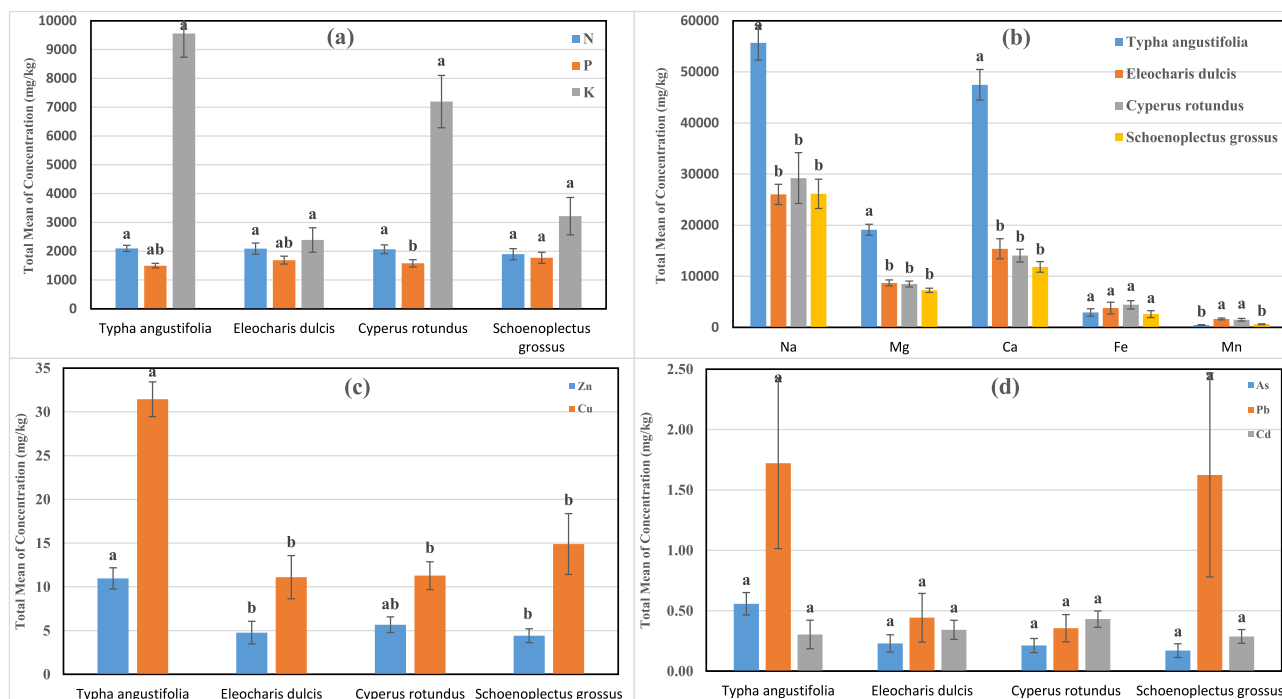 (a)
N
P
K
Total Mean of Concentration (mg/kg)
10000
9000
8000
7000
6000
5000
4000
3000
2000
1000
0
a ab a
a ab a
a b a
a a a
Typha angustifolia Eleocharis dulcis Cyperus rotundus Schoenoplectus
grossus
(b)
Typha angustifolia
Eleocharis dulcis
Cyperus rotundus
Schoenoplectus grossus
Total Mean of Concentration (mg/kg)
60000
50000
40000
30000
20000
10000
0
a b b b
a b b b
a b b b
a a a a
b a a b
Na Mg Ca Fe Mn
(c)
Zn
Cu
Total Mean of Concentration (mg/kg)
35
30
25
20
15
10
5
0
a a
b b
ab b
b b
Typha angustifolia Eleocharis dulcis Cyperus rotundus Schoenoplectus grossus
(d)
As
Pb
Cd
Total Mean of Concentration (mg/kg)
2.50
2.00
1.50
1.00
0.50
0.00
a a a
a a a
a a a
a a a
Typha angustifolia Eleocharis dulcis Cyperus rotundus Schoenoplectus grossus